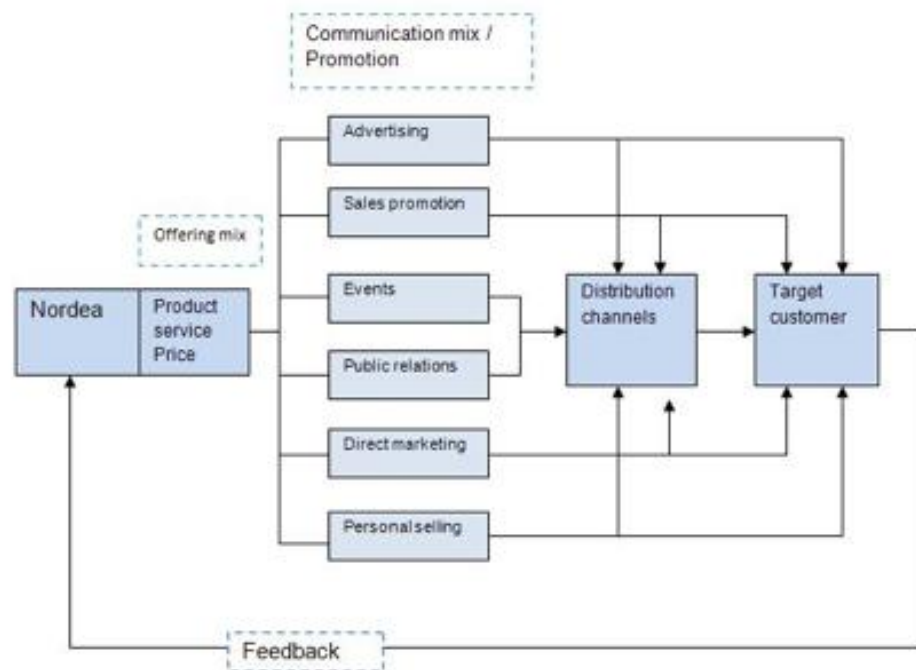 Communication mix /
Promotion
Advertising
Sales promotion
Offering mix
Events
Nordea
Product
service
Price
Distribution
channels
Target
customer
Public relations
Direct marketing
Personal selling
Feedback